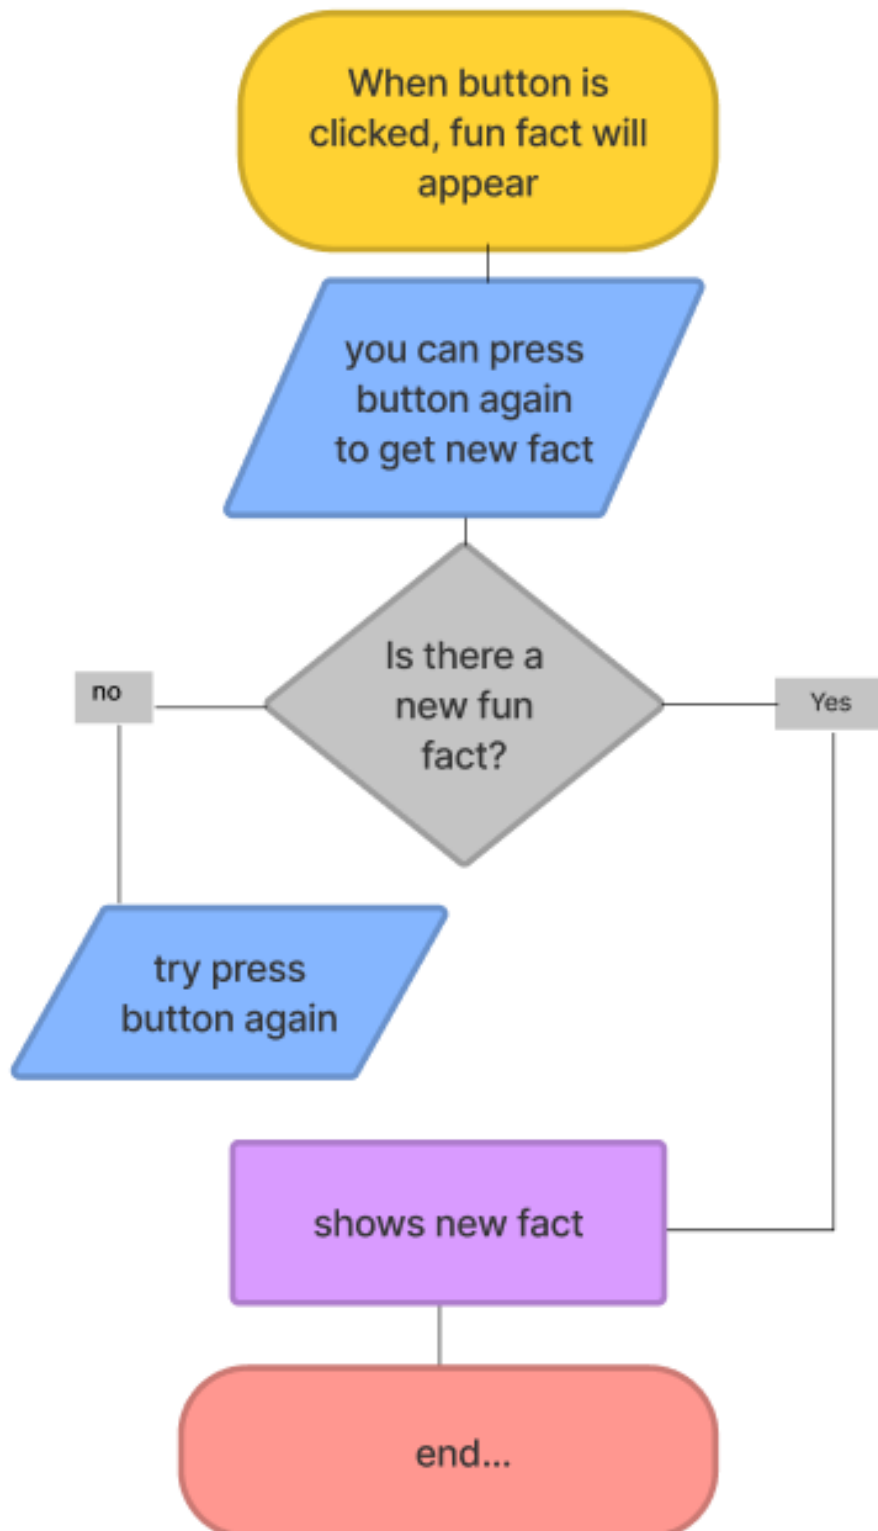 When button is
clicked, fun fact will
appear
you can press
button again
to get new fact
Is there a
new fun
fact?
no
Yes
try press
button again
shows new fact
end...